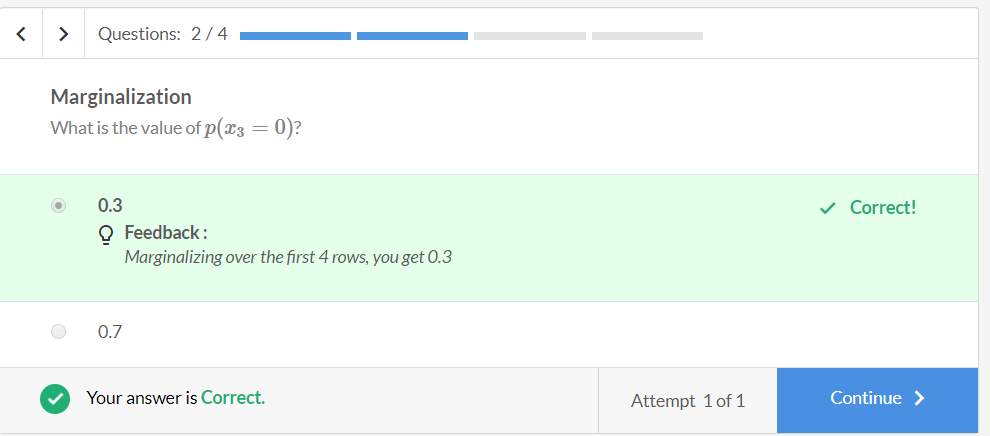 Questions: 2 / 4
Marginalization
What is the value of p(x₃ = 0)?
0.3
Correct!
Feedback :
Marginalizing over the first 4 rows, you get 0.3
0.7
Your answer is Correct.
Attempt 1 of 1
Continue